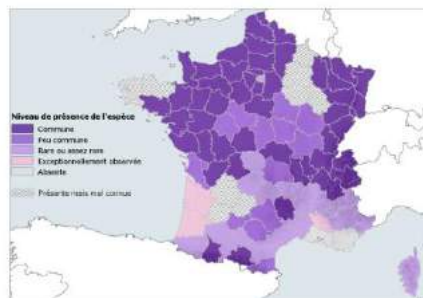 Niveau de présence de l'espèce
Commune
Peu commune
Rare ou assez rare
Exceptionnellement observée
Absente
Présente mais mal connue